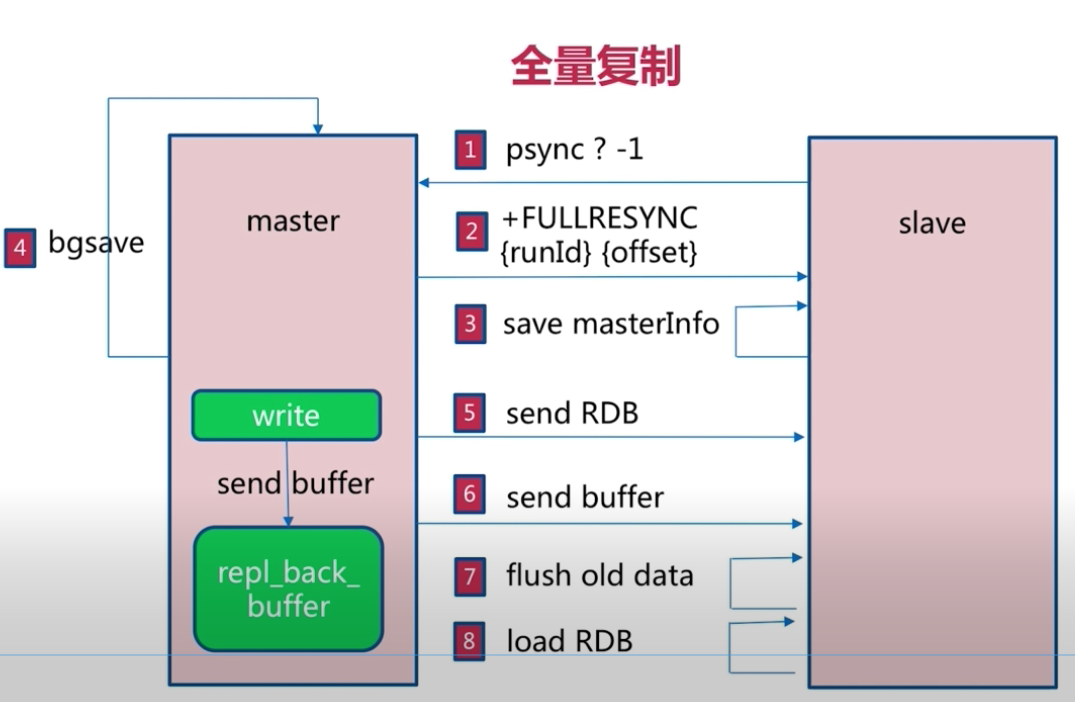 全量复制
1 psync ? -1
master
slave
2 +FULLRESYNC
{runId} {offset}
4 bgsave
3 save masterInfo
write
5 send RDB
send buffer
6 send buffer
repl_back_
buffer
7 flush old data
8 load RDB